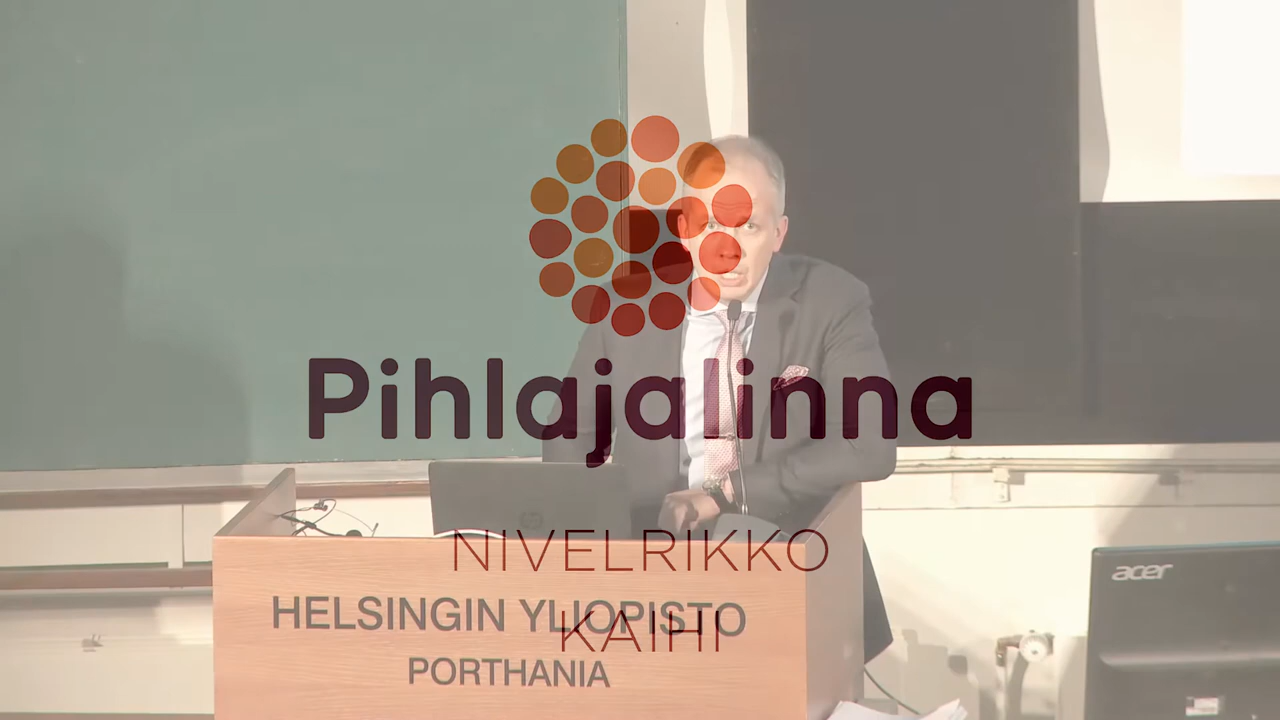 Pihlajalinna
NIVELRIKKO
HELSINGIN YLIOPISTO
KAIHI
PORTHANIA
acer